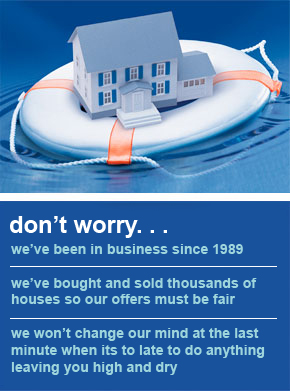 don't worry. . .
we've been in business since 1989
we've bought and sold thousands of
houses so our offers must be fair
we won't change our mind at the last
minute when its to late to do anything
leaving you high and dry